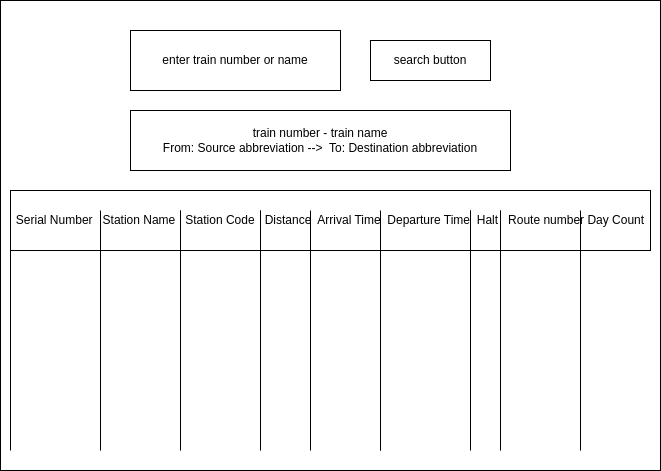 enter train number or name
search button
train number - train name
From: Source abbreviation --> To: Destination abbreviation
Serial Number Station Name Station Code Distance Arrival Time Departure Time Halt Route number Day Count